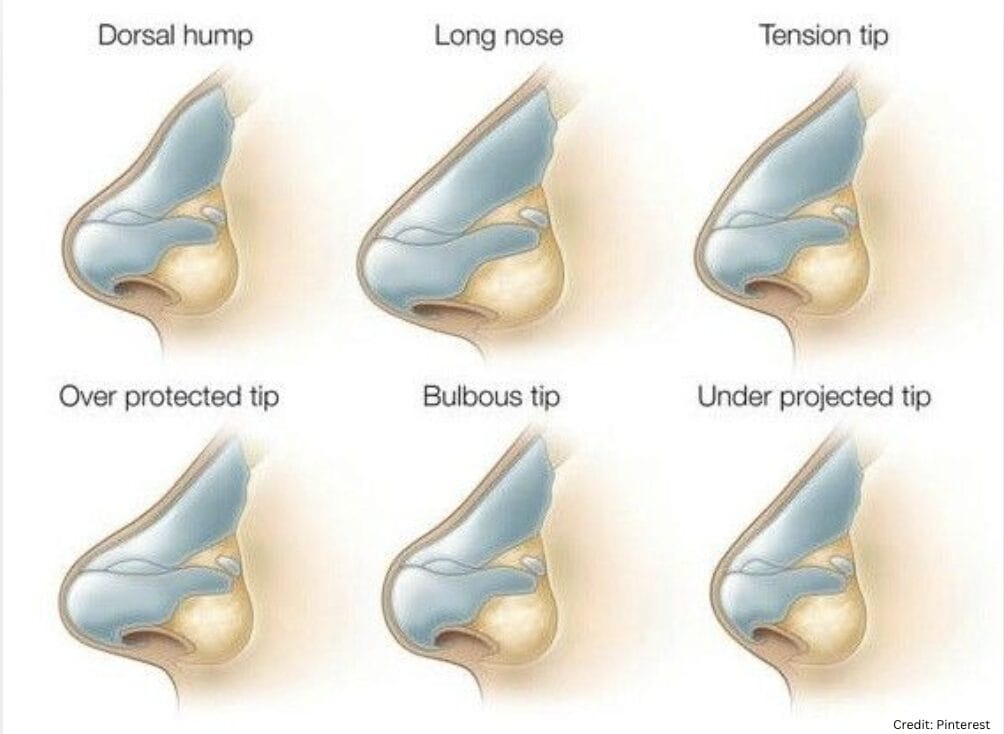 Dorsal hump
Long nose
Tension tip
Over protected tip
Bulbous tip
Under projected tip
Credit: Pinterest